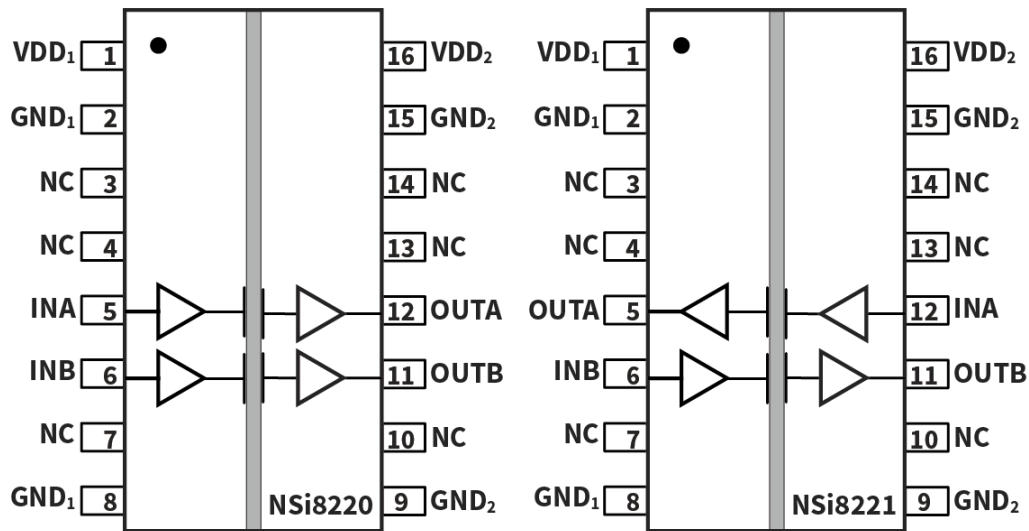 VDD₁ 1 16 VDD₂ VDD₁ 1 16 VDD₂
GND₁ 2 15 GND₂ GND₁ 2 15 GND₂
NC 3 14 NC NC 3 14 NC
NC 4 13 NC NC 4 13 NC
INA 5 12 OUTA OUTA 5 12 INA
INB 6 11 OUTB INB 6 11 OUTB
NC 7 10 NC NC 7 10 NC
GND₁ 8 NSi8220 9 GND₂ GND₁ 8 NSi8221 9 GND₂